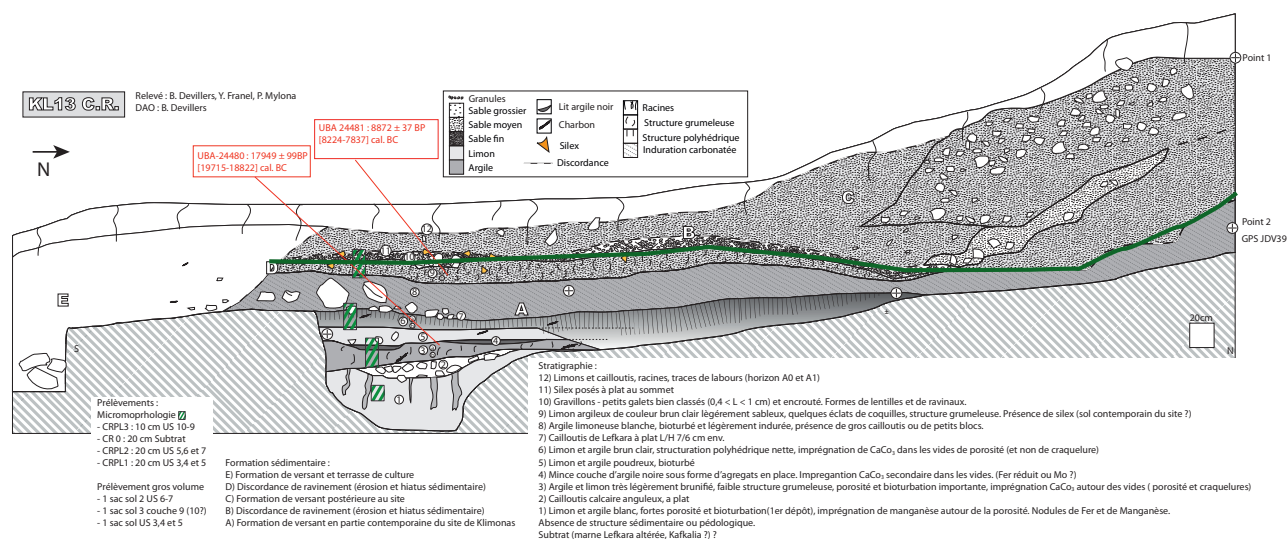 KL13 C.R.
Relevé : B. Devillers, Y. Franel, P. Mylona
DAO : B. Devillers
N
UBA-24480 : 17949 ± 99BP
[19715-18822] cal. BC
UBA 24481 : 8872 ± 37 BP
[8224-7837] cal. BC
Granules
Sable grossier
Sable moyen
Sable fin
Limon
Argile
Lit argile noir
Charbon
Silex
Discordance
Racines
Structure grumeleuse
Structure polyhédrique
Induration carbonatée
Point 1
Point 2
GPS JDV39
20cm
N
S
±
A
B
C
D
E
12
11
10
9
8
7
6
5
4
3
2
1
1
Prélèvements :
Micromoprhologie
- CRPL3 : 10 cm US 10-9
- CR 0 : 20 cm Subtrat
- CRPL2 : 20 cm US 5,6 et 7
- CRPL1 : 20 cm US 3,4 et 5
Prélèvement gros volume
- 1 sac sol 2 US 6-7
- 1 sac sol 3 couche 9 (10?)
- 1 sac sol US 3,4 et 5
Formation sédimentaire :
E) Formation de versant et terrasse de culture
D) Discordance de ravinement (érosion et hiatus sédimentaire)
C) Formation de versant postérieure au site
B) Discordance de ravinement (érosion et hiatus sédimentaire)
A) Formation de versant en partie contemporaine du site de Klimonas
Stratigraphie :
12) Limons et cailloutis, racines, traces de labours (horizon A0 et A1)
11) Silex posés à plat au sommet
10) Gravillons - petits galets bien classés (0,4 < L < 1 cm) et encrouté. Formes de lentilles et de ravinaux.
9) Limon argileux de couleur brun clair lègérement sableux, quelques éclats de coquilles, structure grumeleuse. Présence de silex (sol contemporain du site ?)
8) Argile limoneuse blanche, bioturbé et légèrement indurée, présence de gros cailloutis ou de petits blocs.
7) Cailloutis de Lefkara à plat L/H 7/6 cm env.
6) Limon et argile brun clair, structuration polyhédrique nette, imprégnation de CaCo₃ dans les vides de porosité (et non de craquelure)
5) Limon et argile poudreux, bioturbé
4) Mince couche d'argile noire sous forme d'agregats en place. Impregantion CaCo₃ secondaire dans les vides. (Fer réduit ou Mo ?)
3) Argile et limon très légèrement brunifié, faible structure grumeleuse, porosité et bioturbation importante, imprégnation CaCo₃ autour des vides ( porosité et craquelures)
2) Cailloutis calcaire anguleux, a plat
1) Limon et argile blanc, fortes porosité et bioturbation(1er dépôt), imprégnation de manganèse autour de la porosité. Nodules de Fer et de Manganèse.
Absence de structure sédimentaire ou pédologique.
Subtrat (marne Lefkara altérée, Kafkalia ?) ?